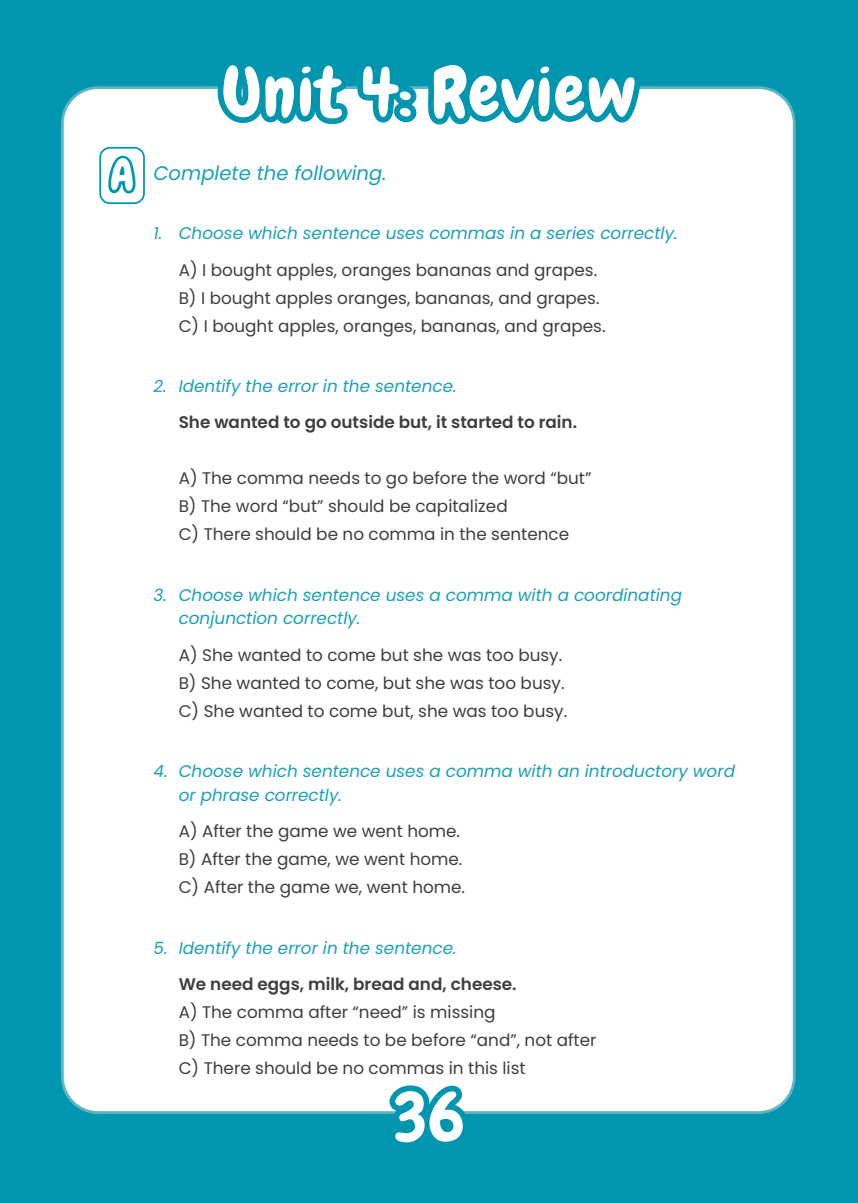 Unit 4: Review
A Complete the following.
1. Choose which sentence uses commas in a series correctly.
A) I bought apples, oranges bananas and grapes.
B) I bought apples oranges, bananas, and grapes.
C) I bought apples, oranges, bananas, and grapes.
2. Identify the error in the sentence.
She wanted to go outside but, it started to rain.
A) The comma needs to go before the word “but”
B) The word “but” should be capitalized
C) There should be no comma in the sentence
3. Choose which sentence uses a comma with a coordinating
conjunction correctly.
A) She wanted to come but she was too busy.
B) She wanted to come, but she was too busy.
C) She wanted to come but, she was too busy.
4. Choose which sentence uses a comma with an introductory word
or phrase correctly.
A) After the game we went home.
B) After the game, we went home.
C) After the game we, went home.
5. Identify the error in the sentence.
We need eggs, milk, bread and, cheese.
A) The comma after “need” is missing
B) The comma needs to be before “and”, not after
C) There should be no commas in this list
36